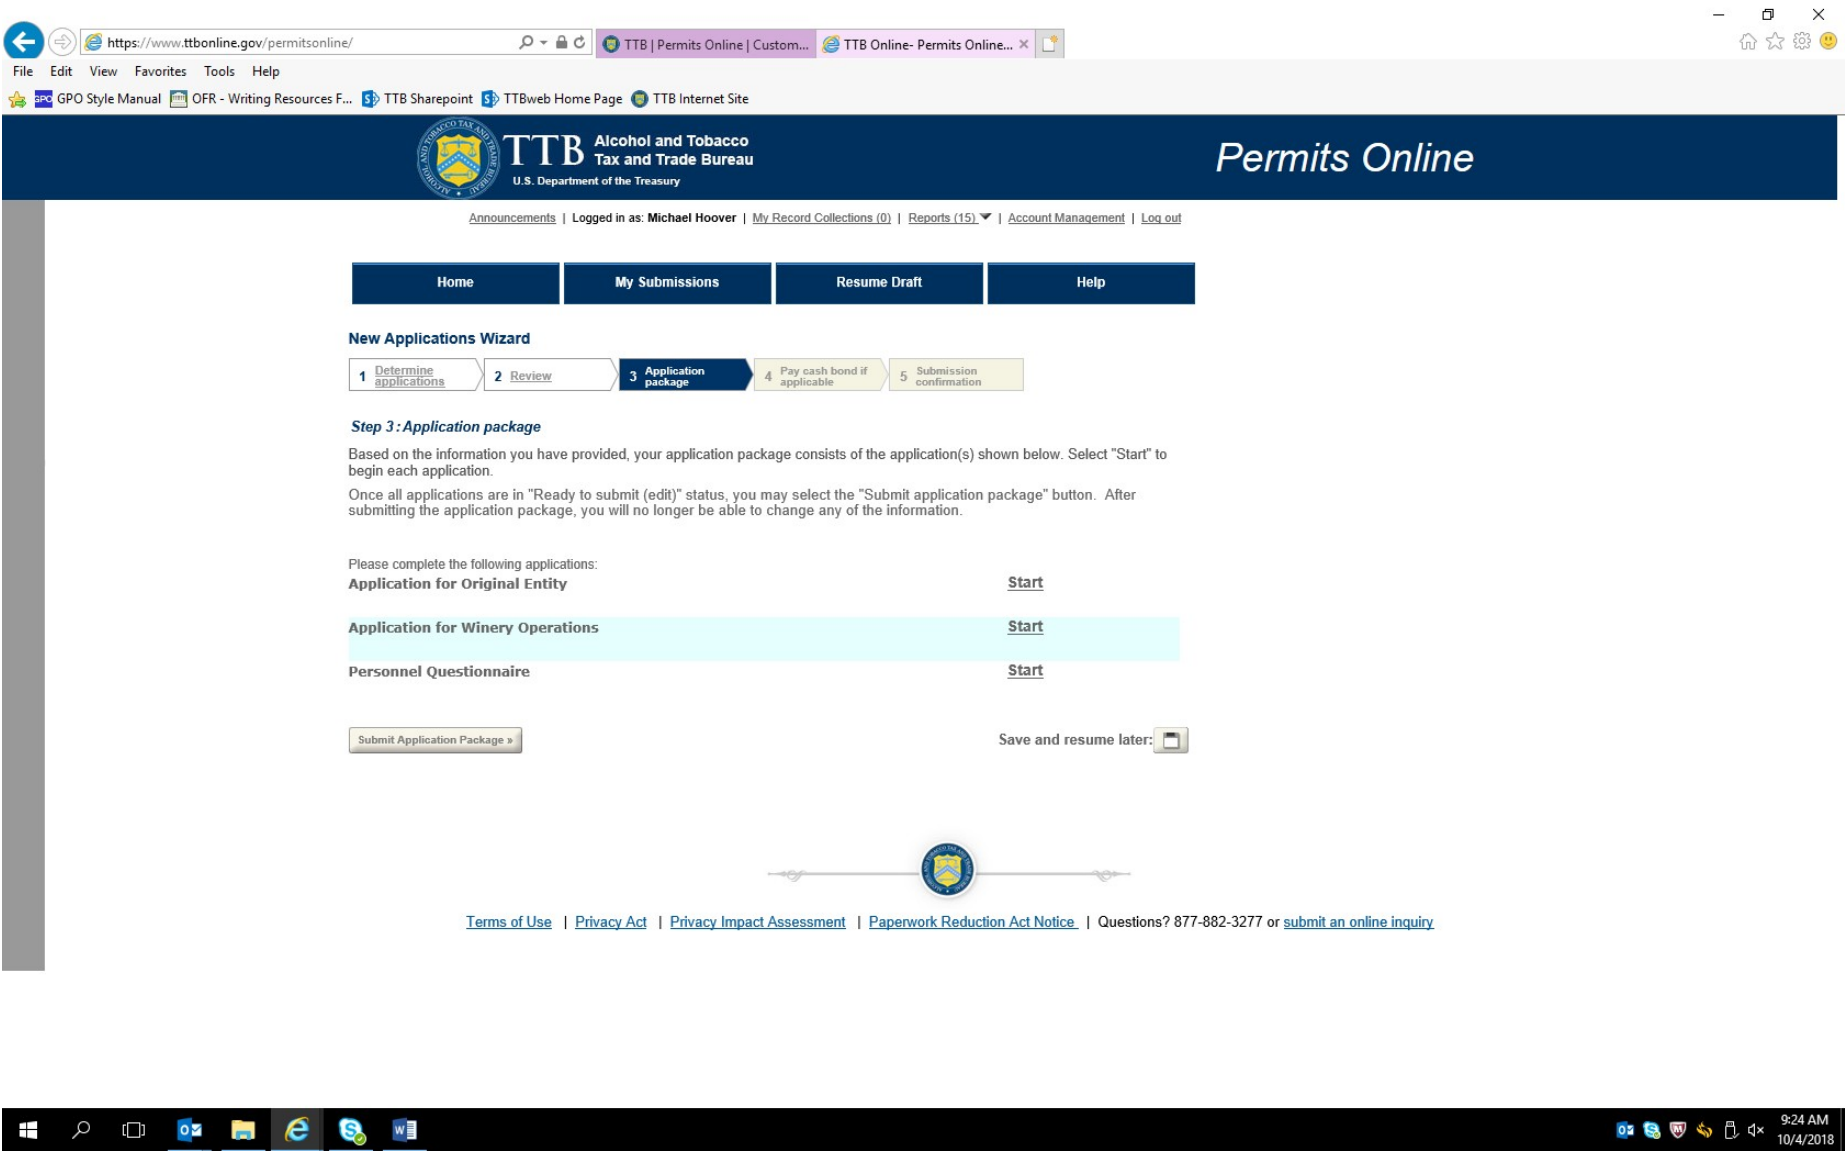 https://www.ttbonline.gov/permitsonline/
TTB | Permits Online | Custom...
TTB Online- Permits Online...
File Edit View Favorites Tools Help
GPO GPO Style Manual OFR - Writing Resources F... TTB Sharepoint TTBweb Home Page TTB Internet Site
TTB Alcohol and Tobacco
Tax and Trade Bureau
U.S. Department of the Treasury
Permits Online
Announcements | Logged in as: Michael Hoover | My Record Collections (0) | Reports (15) | Account Management | Log out
Home My Submissions Resume Draft Help
New Applications Wizard
1 Determine applications
2 Review
3 Application package
4 Pay cash bond if applicable
5 Submission confirmation
Step 3 : Application package
Based on the information you have provided, your application package consists of the application(s) shown below. Select "Start" to
begin each application.
Once all applications are in "Ready to submit (edit)" status, you may select the "Submit application package" button. After
submitting the application package, you will no longer be able to change any of the information.
Please complete the following applications:
Application for Original Entity Start
Application for Winery Operations Start
Personnel Questionnaire Start
Submit Application Package » Save and resume later:
Terms of Use | Privacy Act | Privacy Impact Assessment | Paperwork Reduction Act Notice | Questions? 877-882-3277 or submit an online inquiry
9:24 AM
10/4/2018